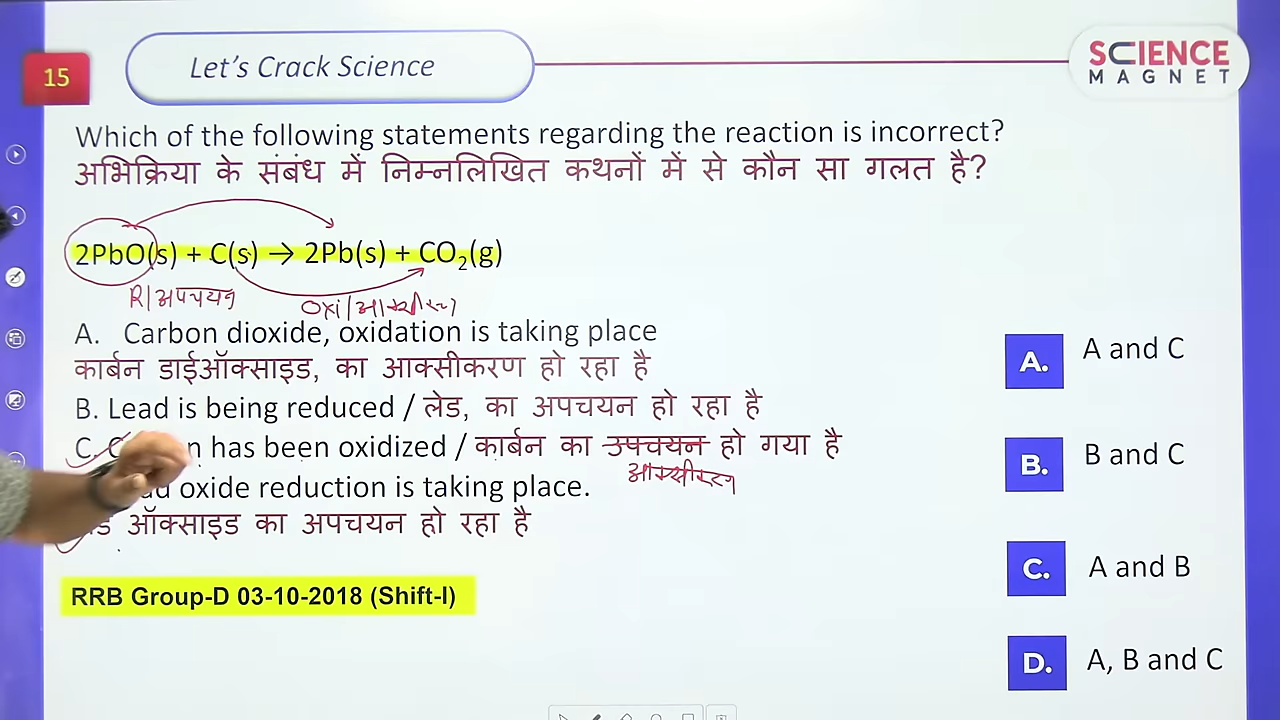 15
Let's Crack Science
SCIENCE
MAGNET
Which of the following statements regarding the reaction is incorrect?
अभिक्रिया के संबंध में निम्नलिखित कथनों में से कौन सा गलत है?
2PbO(s) + C(s) → 2Pb(s) + CO₂(g)
R/अपचयन
OXI/
A. Carbon dioxide, oxidation is taking place
कार्बन डाईऑक्साइड, का आक्सीकरण हो रहा है
B. Lead is being reduced / लेड, का अपचयन हो रहा है
C. has been oxidized / कार्बन का उपचयन हो गया है
oxide reduction is taking place.
ऑक्साइड का अपचयन हो रहा है
RRB Group-D 03-10-2018 (Shift-I)
A. A and C
B. B and C
C. A and B
D. A, B and C